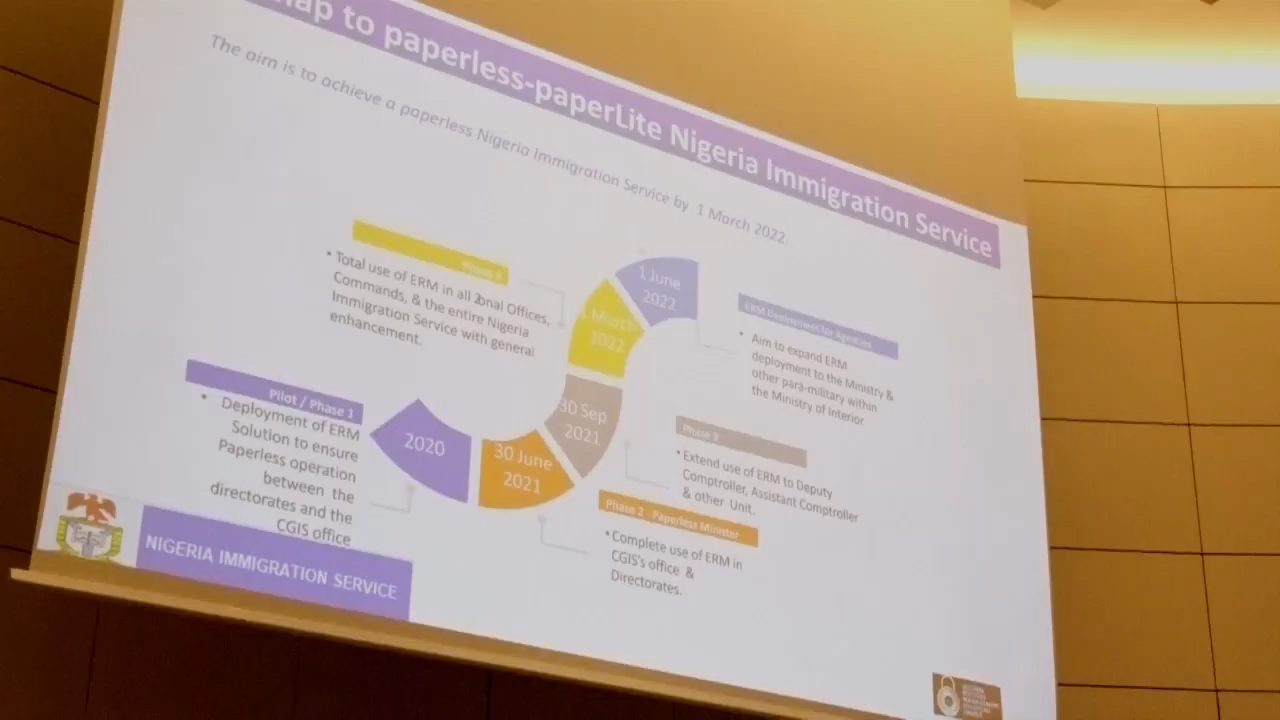 to paperless-paperLite Nigeria Immigration Service
The aim is to achieve a paperless Nigeria Immigration Service by 1 March 2022.
Phase 4
• Total use of ERM in all Zonal Offices,
Commands, & the entire Nigeria
Immigration Service with general
enhancement.
1 June
2022
1 March
2022
30 Sep
2021
30 June
2021
2020
ERM Deployment for Agencies
• Aim to expand ERM
deployment to the Ministry &
other para-military within
the Ministry of Interior
Pilot / Phase 1
• Deployment of ERM
Solution to ensure
Paperless operation
between the
directorates and the
CGIS office
Phase 3
• Extend use of ERM to Deputy
Comptroller, Assistant Comptroller
& other Unit.
Phase 2 - Paperless Minister
• Complete use of ERM in
CGIS's office &
Directorates.
NIGERIA IMMIGRATION SERVICE